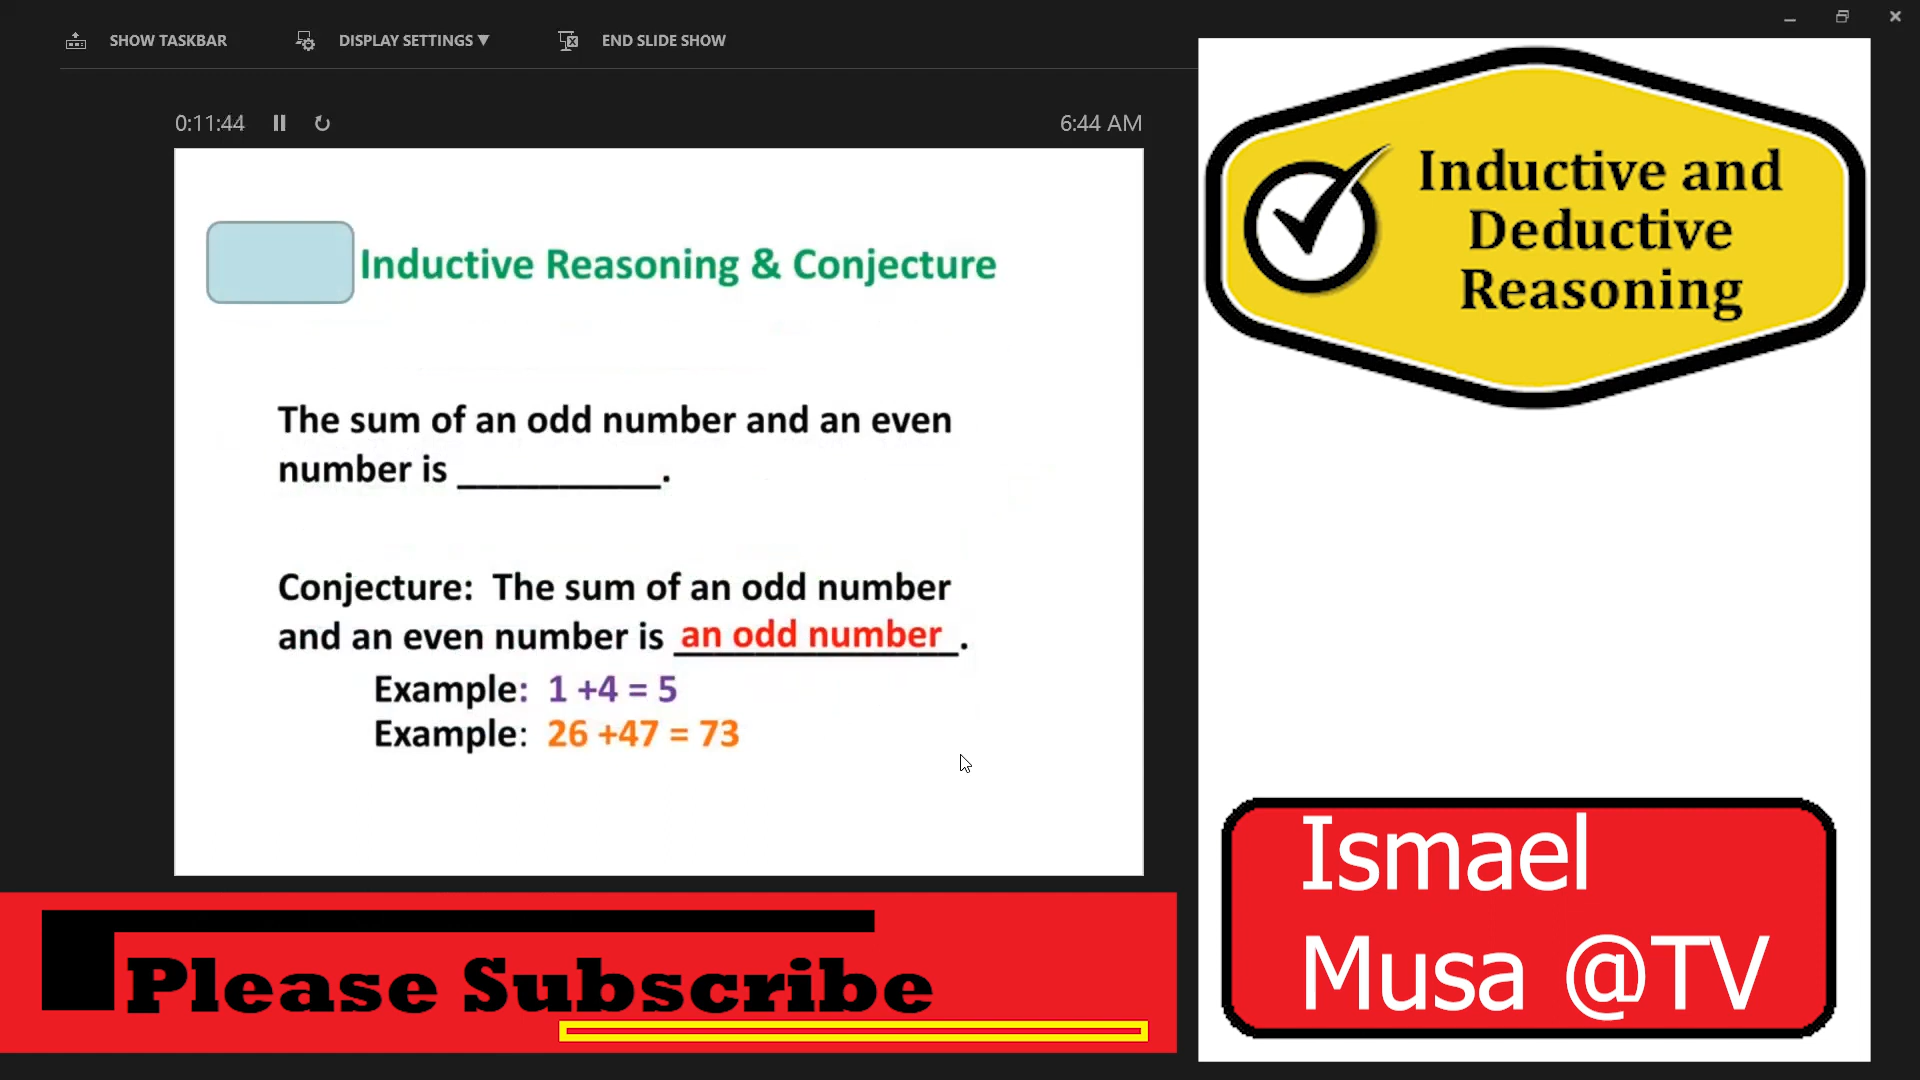 SHOW TASKBAR
DISPLAY SETTINGS ▼
END SLIDE SHOW
0:11:44
6:44 AM
Inductive Reasoning & Conjecture
The sum of an odd number and an even
number is __________.
Conjecture: The sum of an odd number
and an even number is an odd number.
Example: 1 +4 = 5
Example: 26 +47 = 73
Inductive and
Deductive
Reasoning
Please Subscribe
Ismael
Musa @TV